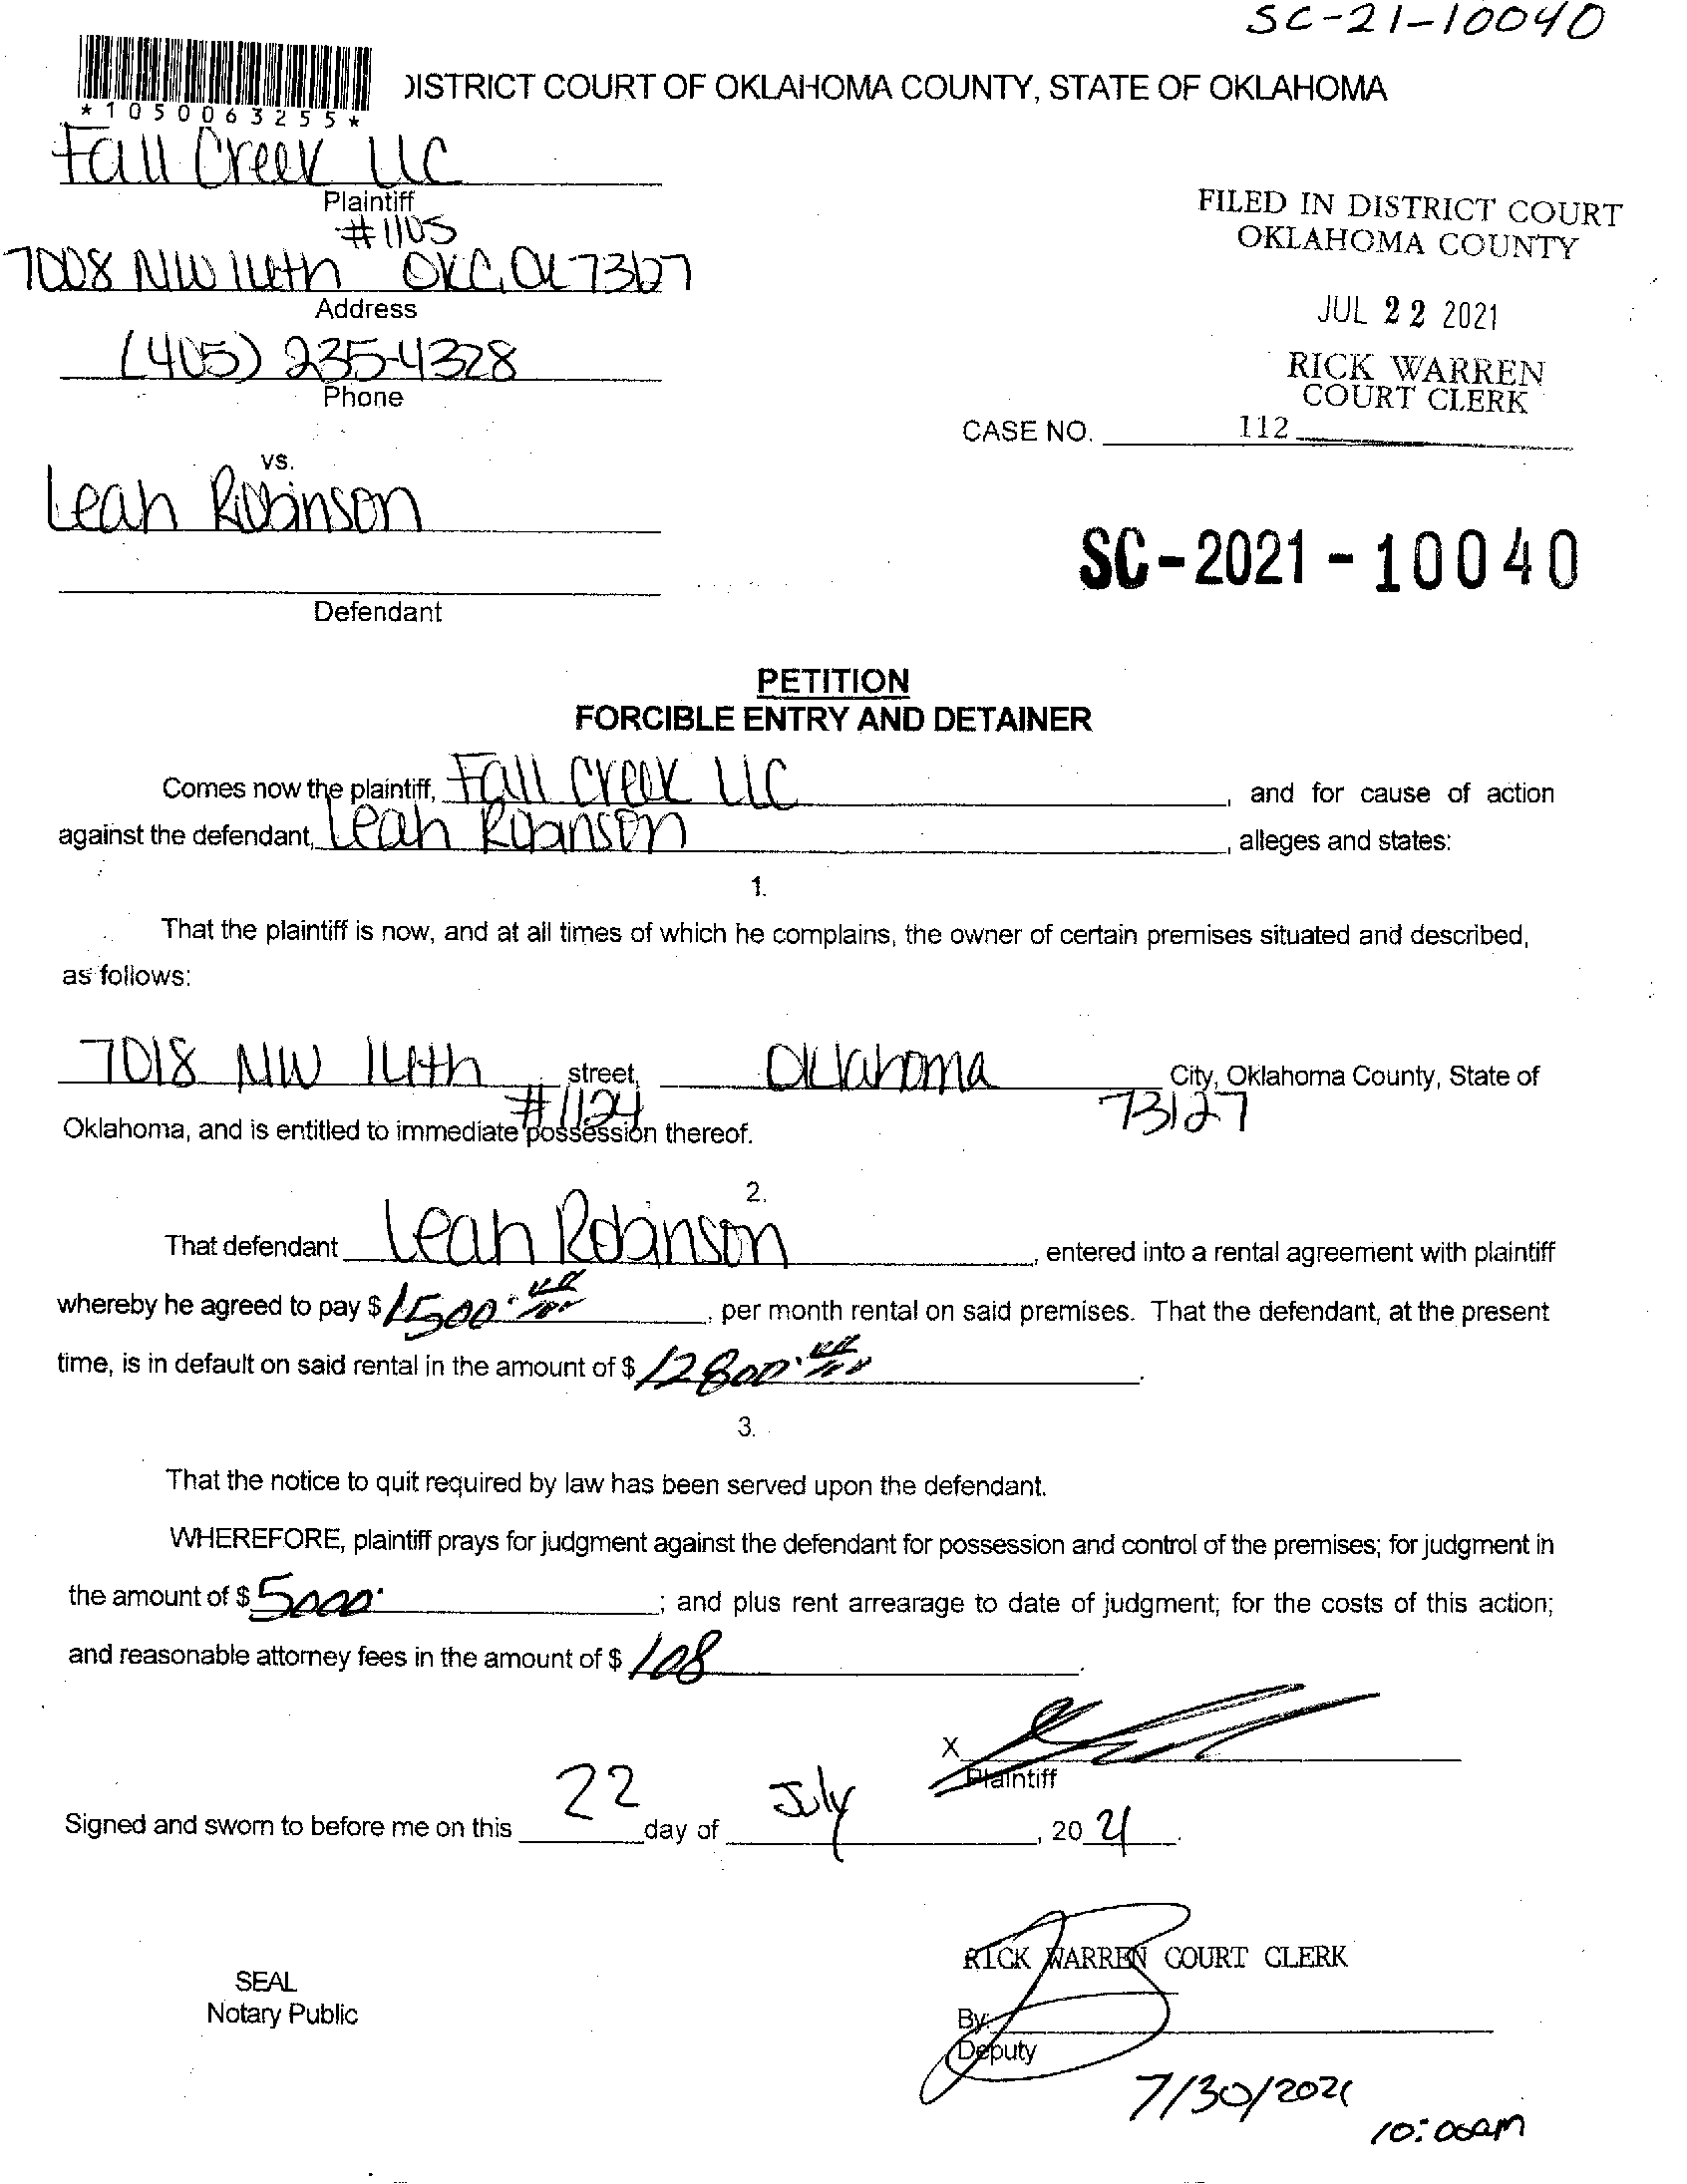 SC-21-10040
*1050063255*
DISTRICT COURT OF OKLAHOMA COUNTY, STATE OF OKLAHOMA
Fall Creek LLC
Plaintiff
#1105
7008 NW 16th OKC, OK 73127
Address
(405) 235-4328
Phone
FILED IN DISTRICT COURT
OKLAHOMA COUNTY
JUL 22 2021
RICK WARREN
COURT CLERK
CASE NO. 112
vs.
Leah Robinson
Defendant
SC-2021-10040
PETITION
FORCIBLE ENTRY AND DETAINER
Comes now the plaintiff, Fall Creek LLC, and for cause of action
against the defendant, Leah Robinson, alleges and states:
1.
That the plaintiff is now, and at all times of which he complains, the owner of certain premises situated and described,
as follows:
7018 NW 16th street, Oklahoma City, Oklahoma County, State of
#1124 73127
Oklahoma, and is entitled to immediate possession thereof.
2.
That defendant Leah Robinson, entered into a rental agreement with plaintiff
whereby he agreed to pay $1500. per month rental on said premises. That the defendant, at the present
time, is in default on said rental in the amount of $12800.
3.
That the notice to quit required by law has been served upon the defendant.
WHEREFORE, plaintiff prays for judgment against the defendant for possession and control of the premises; for judgment in
the amount of $5000.; and plus rent arrearage to date of judgment; for the costs of this action;
and reasonable attorney fees in the amount of $108.
X
Plaintiff
Signed and sworn to before me on this 22 day of July, 2021.
RICK WARREN COURT CLERK
SEAL
Notary Public
By:
Deputy
7/30/2021
10:00am